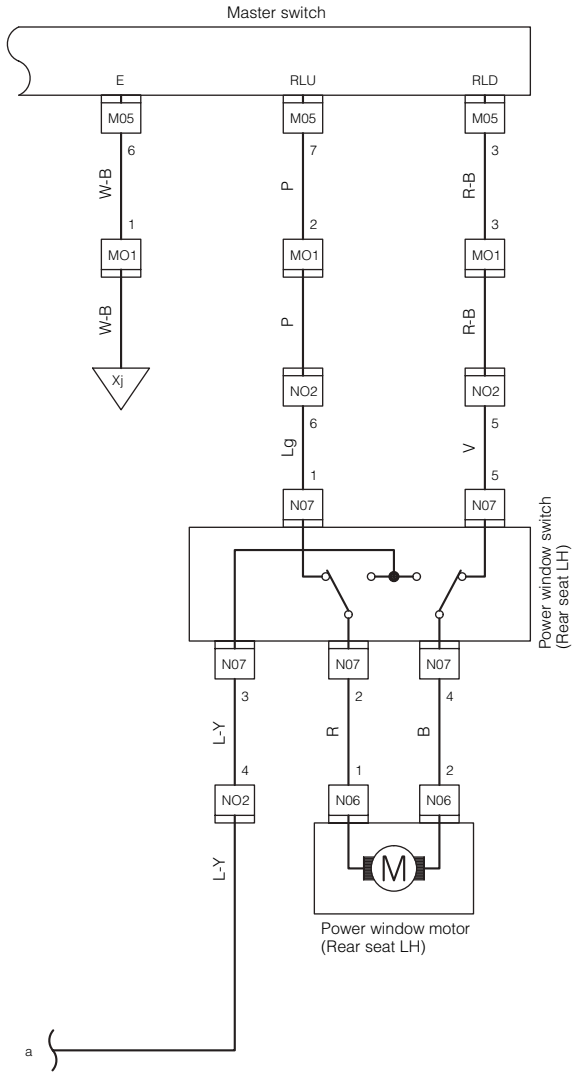 Master switch
E RLU RLD
M05 M05 M05
6 7 3
W-B P R-B
1 2 3
MO1 MO1 MO1
W-B P R-B
Xj
NO2 NO2
6 5
Lg V
1 5
N07 N07
Power window switch
(Rear seat LH)
N07 N07 N07
3 2 4
L-Y R B
4 1 2
NO2 N06 N06
M
L-Y
Power window motor
(Rear seat LH)
a